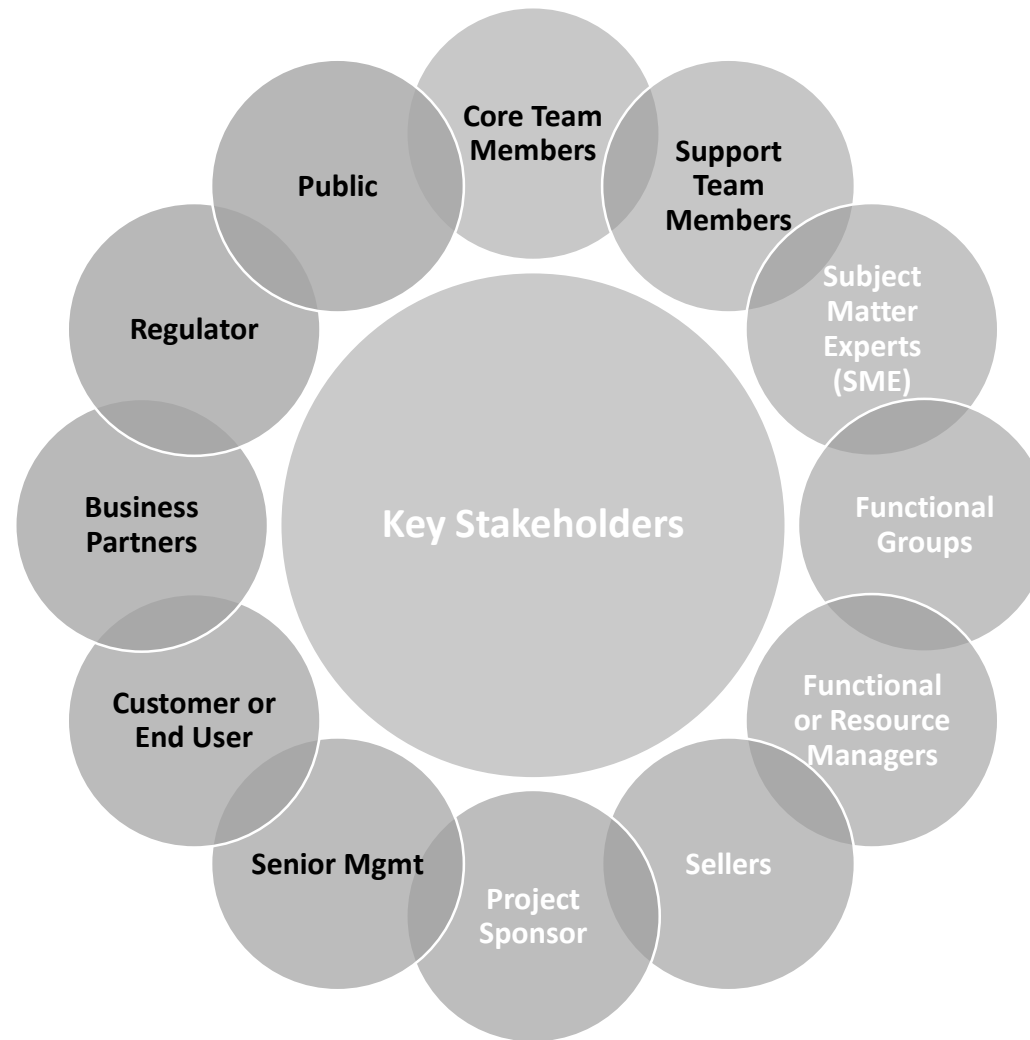 Core Team
Members
Support
Team
Members
Subject
Matter
Experts
(SME)
Functional
Groups
Functional
or Resource
Managers
Sellers
Project
Sponsor
Senior Mgmt
Customer or
End User
Business
Partners
Regulator
Public
Key Stakeholders